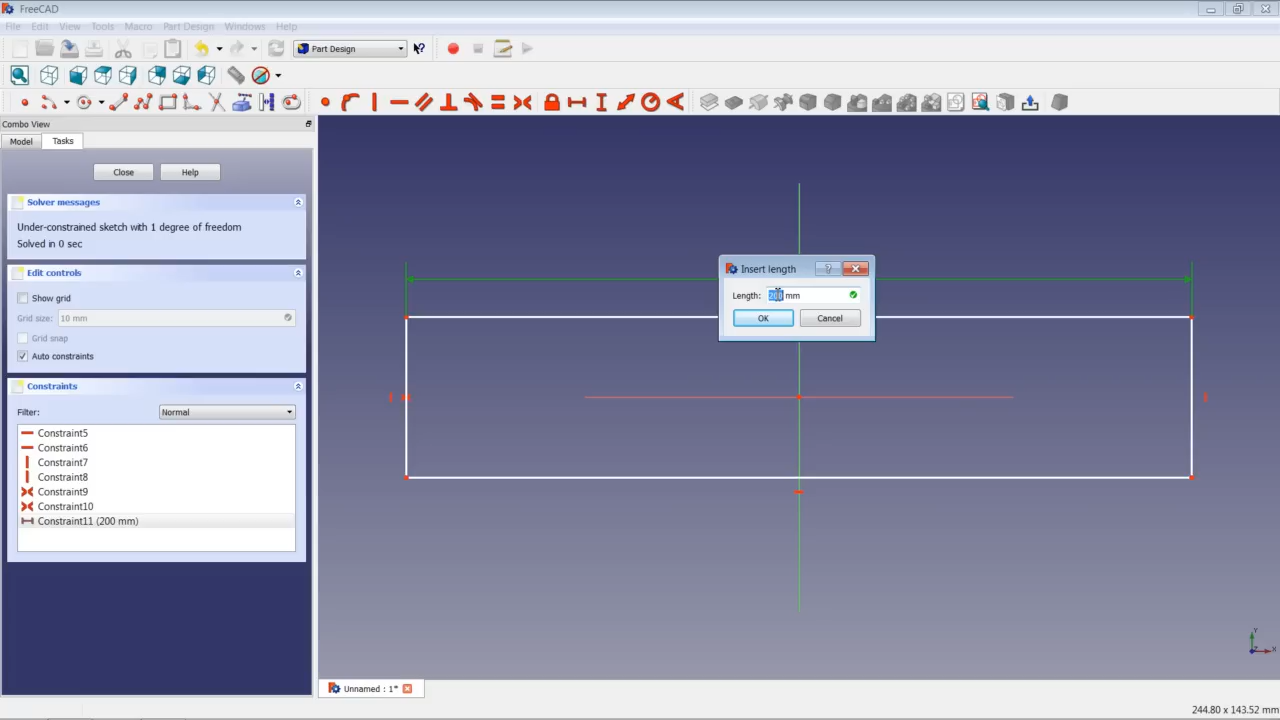 FreeCAD
File Edit View Tools Macro Part Design Windows Help
Part Design
Combo View
Model Tasks
Close Help
Solver messages
Under-constrained sketch with 1 degree of freedom
Solved in 0 sec
Edit controls
Show grid
Grid size: 10 mm
Grid snap
Auto constraints
Constraints
Filter: Normal
Constraint5
Constraint6
Constraint7
Constraint8
Constraint9
Constraint10
Constraint11 (200 mm)
Insert length
Length: 200 mm
OK Cancel
Y
X
Unnamed : 1*
244.80 x 143.52 mm